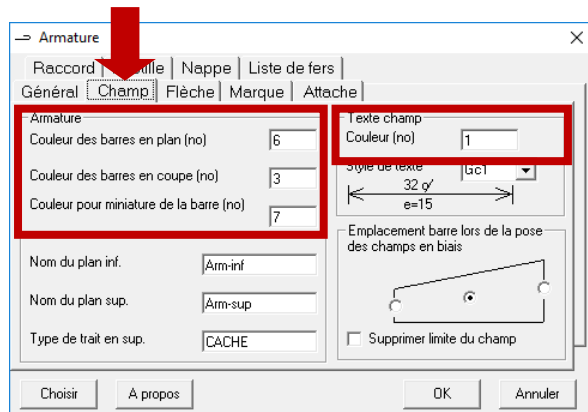 Armature
Raccord
Nappe
Liste de fers
Général
Champ
Flèche
Marque
Attache
Armature
Couleur des barres en plan (no) 6
Couleur des barres en coupe (no) 3
Couleur pour miniature de la barre (no) 7
Nom du plan inf. Arm-inf
Nom du plan sup. Arm-sup
Type de trait en sup. CACHE
Texte champ
Couleur (no) 1
Style de texte Gc1
32 ø
e=15
Emplacement barre lors de la pose
des champs en biais
Supprimer limite du champ
Choisir
A propos
OK
Annuler